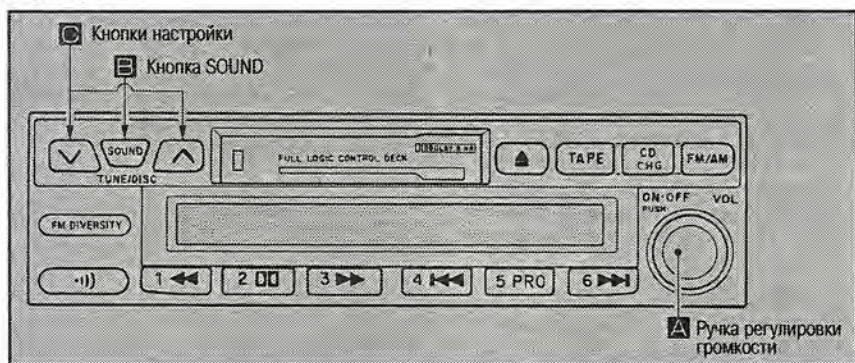 C Кнопки настройки
B Кнопка SOUND
SOUND
TUNE/DISC
FULL LOGIC CONTROL DECK
TAPE
CD CHG
FM/AM
ON·OFF VOL
PUSH
FM DIVERSITY
1 2 3 4 5 PRO 6
A Ручка регулировки
громкости